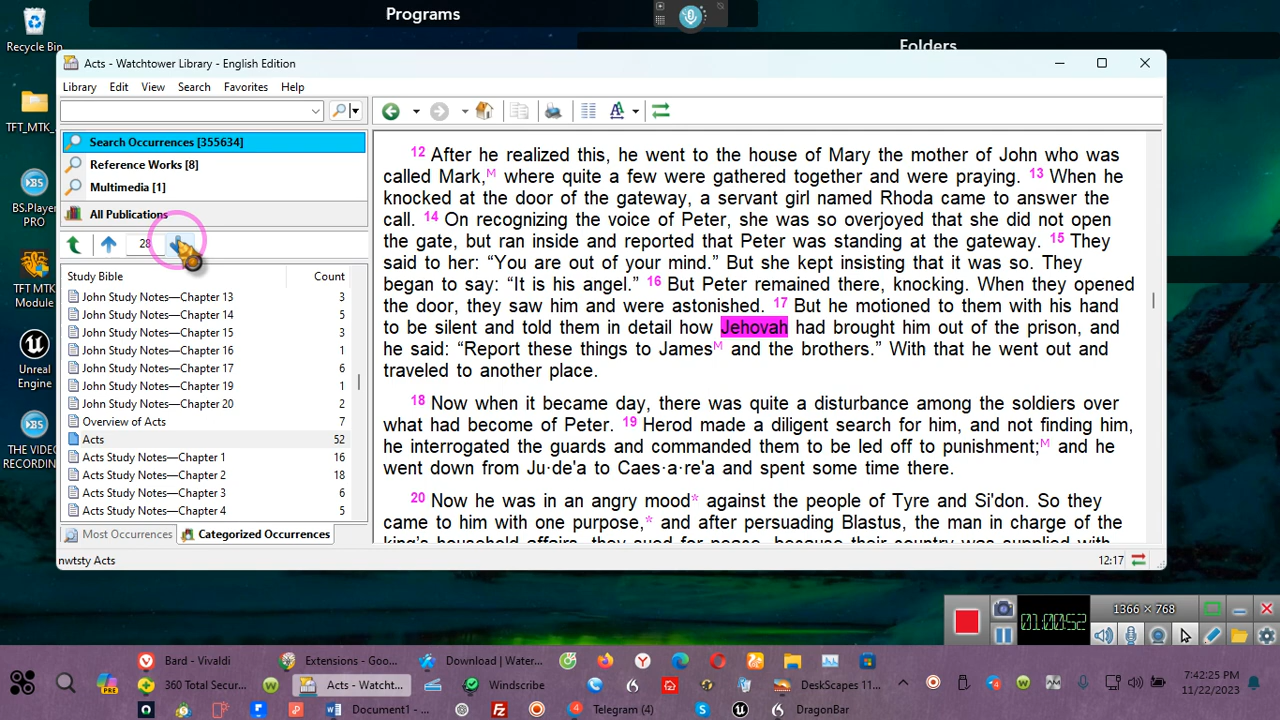 Programs
Folders
Recycle Bin
TFT_MTK_
BS.Player
PRO
TFT MTK
Module
Unreal
Engine
THE VIDEO
RECORDING
Acts - Watchtower Library - English Edition
Library Edit View Search Favorites Help
Search Occurrences [355634]
Reference Works [8]
Multimedia [1]
All Publications
28
Study Bible Count
John Study Notes—Chapter 13 3
John Study Notes—Chapter 14 5
John Study Notes—Chapter 15 3
John Study Notes—Chapter 16 1
John Study Notes—Chapter 17 6
John Study Notes—Chapter 19 1
John Study Notes—Chapter 20 2
Overview of Acts 7
Acts 52
Acts Study Notes—Chapter 1 16
Acts Study Notes—Chapter 2 18
Acts Study Notes—Chapter 3 6
Acts Study Notes—Chapter 4 5
Most Occurrences Categorized Occurrences
nwtsty Acts
12 After he realized this, he went to the house of Mary the mother of John who was
called Mark,M where quite a few were gathered together and were praying. 13 When he
knocked at the door of the gateway, a servant girl named Rhoda came to answer the
call. 14 On recognizing the voice of Peter, she was so overjoyed that she did not open
the gate, but ran inside and reported that Peter was standing at the gateway. 15 They
said to her: “You are out of your mind.” But she kept insisting that it was so. They
began to say: “It is his angel.” 16 But Peter remained there, knocking. When they opened
the door, they saw him and were astonished. 17 But he motioned to them with his hand
to be silent and told them in detail how Jehovah had brought him out of the prison, and
he said: “Report these things to JamesM and the brothers.” With that he went out and
traveled to another place.
18 Now when it became day, there was quite a disturbance among the soldiers over
what had become of Peter. 19 Herod made a diligent search for him, and not finding him,
he interrogated the guards and commanded them to be led off to punishment;M and he
went down from Ju·de'a to Caes·a·re'a and spent some time there.
20 Now he was in an angry mood* against the people of Tyre and Si'don. So they
came to him with one purpose,* and after persuading Blastus, the man in charge of the
king's household affairs, they sued for peace, because their country was supplied with
12:17
01:00:52
1366 × 768
Bard - Vivaldi Extensions - Goo... Download | Water...
360 Total Secur... Acts - Watcht... Windscribe DeskScapes 11...
Document1 - ... Telegram (4) DragonBar
PRE
7:42:25 PM
11/22/2023